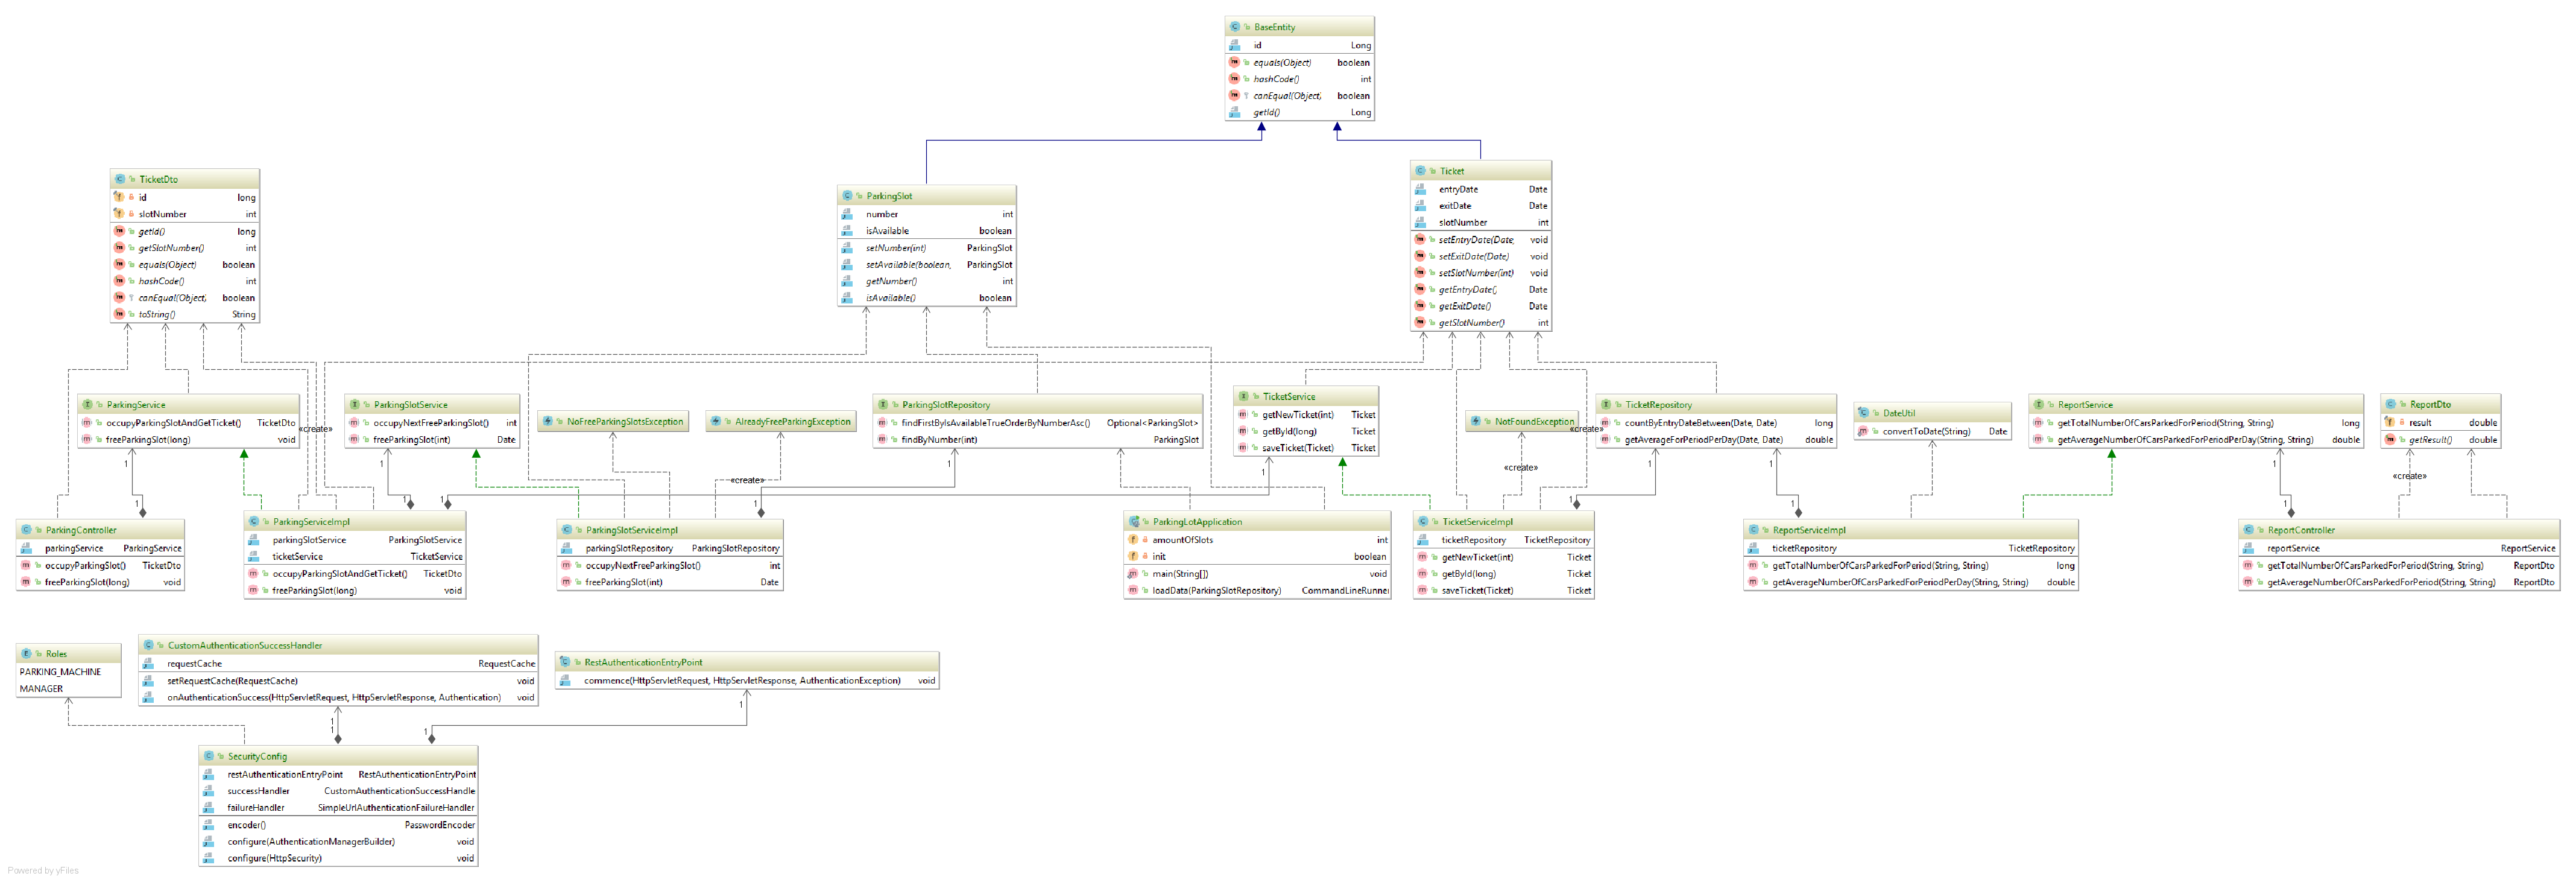 BaseEntity
id Long
equals(Object) boolean
hashCode() int
canEqual(Object, boolean
getId() Long
TicketDto
id long
slotNumber int
getId() long
getSlotNumber() int
equals(Object) boolean
hashCode() int
canEqual(Object, boolean
toString() String
ParkingSlot
number int
isAvailable boolean
setNumber(int) ParkingSlot
setAvailable(boolean, ParkingSlot
getNumber() int
isAvailable() boolean
Ticket
entryDate Date
exitDate Date
slotNumber int
setEntryDate(Date, void
setExitDate(Date) void
setSlotNumber(int) void
getEntryDate() Date
getExitDate() Date
getSlotNumber() int
ParkingService
occupyParkingSlotAndGetTicket() TicketDto
freeParkingSlot(long) void
«create»
ParkingSlotService
occupyNextFreeParkingSlot() int
freeParkingSlot(int) Date
NoFreeParkingSlotsException
AlreadyFreeParkingException
«create»
ParkingSlotRepository
findFirstByIsAvailableTrueOrderByNumberAsc() Optional<ParkingSlot>
findByNumber(int) ParkingSlot
TicketService
getNewTicket(int) Ticket
getById(long) Ticket
saveTicket(Ticket) Ticket
NotFoundException
«create»
«create»
TicketRepository
countByEntryDateBetween(Date, Date) long
getAverageForPeriodPerDay(Date, Date) double
DateUtil
convertToDate(String) Date
ReportService
getTotalNumberOfCarsParkedForPeriod(String, String) long
getAverageNumberOfCarsParkedForPeriodPerDay(String, String) double
ReportDto
result double
getResult() double
«create»
1 1 1 1 1 1 1
1 1 1 1 1 1 1
ParkingController
parkingService ParkingService
occupyParkingSlot() TicketDto
freeParkingSlot(long) void
ParkingServiceImpl
parkingSlotService ParkingSlotService
ticketService TicketService
occupyParkingSlotAndGetTicket() TicketDto
freeParkingSlot(long) void
ParkingSlotServiceImpl
parkingSlotRepository ParkingSlotRepository
occupyNextFreeParkingSlot() int
freeParkingSlot(int) Date
ParkingLotApplication
amountOfSlots int
init boolean
main(String[]) void
loadData(ParkingSlotRepository) CommandLineRunner
TicketServiceImpl
ticketRepository TicketRepository
getNewTicket(int) Ticket
getById(long) Ticket
saveTicket(Ticket) Ticket
ReportServiceImpl
ticketRepository TicketRepository
getTotalNumberOfCarsParkedForPeriod(String, String) long
getAverageNumberOfCarsParkedForPeriodPerDay(String, String) double
ReportController
reportService ReportService
getTotalNumberOfCarsParkedForPeriod(String, String) ReportDto
getAverageNumberOfCarsParkedForPeriod(String, String) ReportDto
Roles
PARKING_MACHINE
MANAGER
CustomAuthenticationSuccessHandler
requestCache RequestCache
setRequestCache(RequestCache) void
onAuthenticationSuccess(HttpServletRequest, HttpServletResponse, Authentication) void
RestAuthenticationEntryPoint
commence(HttpServletRequest, HttpServletResponse, AuthenticationException) void
1 1
1 1
SecurityConfig
restAuthenticationEntryPoint RestAuthenticationEntryPoint
successHandler CustomAuthenticationSuccessHandle
failureHandler SimpleUrlAuthenticationFailureHandler
encoder() PasswordEncoder
configure(AuthenticationManagerBuilder) void
configure(HttpSecurity) void
Powered by yFiles